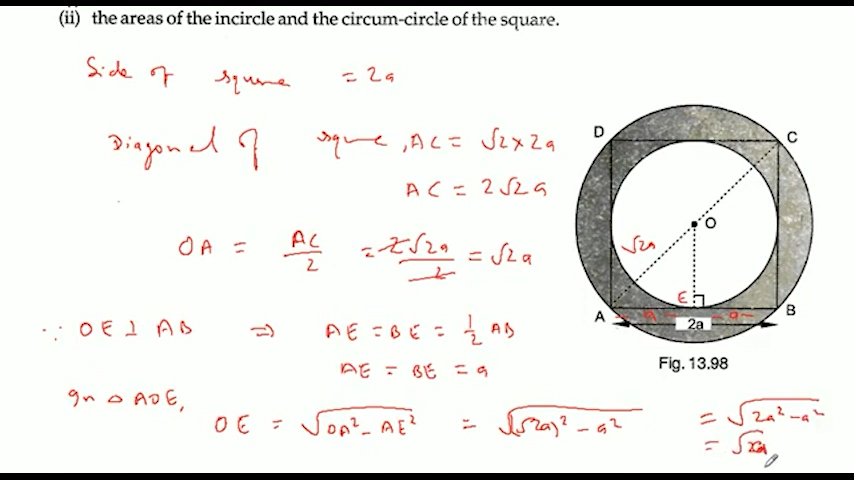 (ii) the areas of the incircle and the circum-circle of the square.
Side of square = 2a
Diagonal of squre, AC = √2 × 2a
AC = 2√2a
OA = AC/2 = 2√2a/2 = √2a
∵ OE ⊥ AB ⇒ AE = BE = 1/2 AB
AE = BE = a
In △ AOE,
OE = √(OA² - AE²) = √((√2a)² - a²) = √(2a² - a²)
= √
D
C
O
√2a
E
A
B
a
a
2a
Fig. 13.98